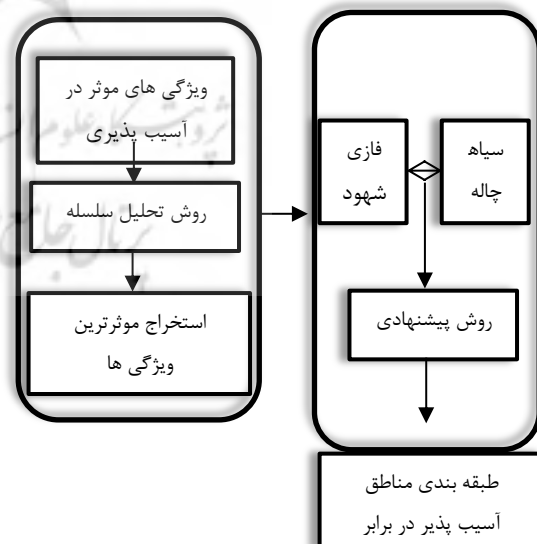 ویژگی های موثر در
آسیب پذیری
روش تحلیل سلسله
استخراج موثرترین
ویژگی ها
فازی
شهود
سیاه
چاله
روش پیشنهادی
طبقه بندی مناطق
آسیب پذیر در برابر